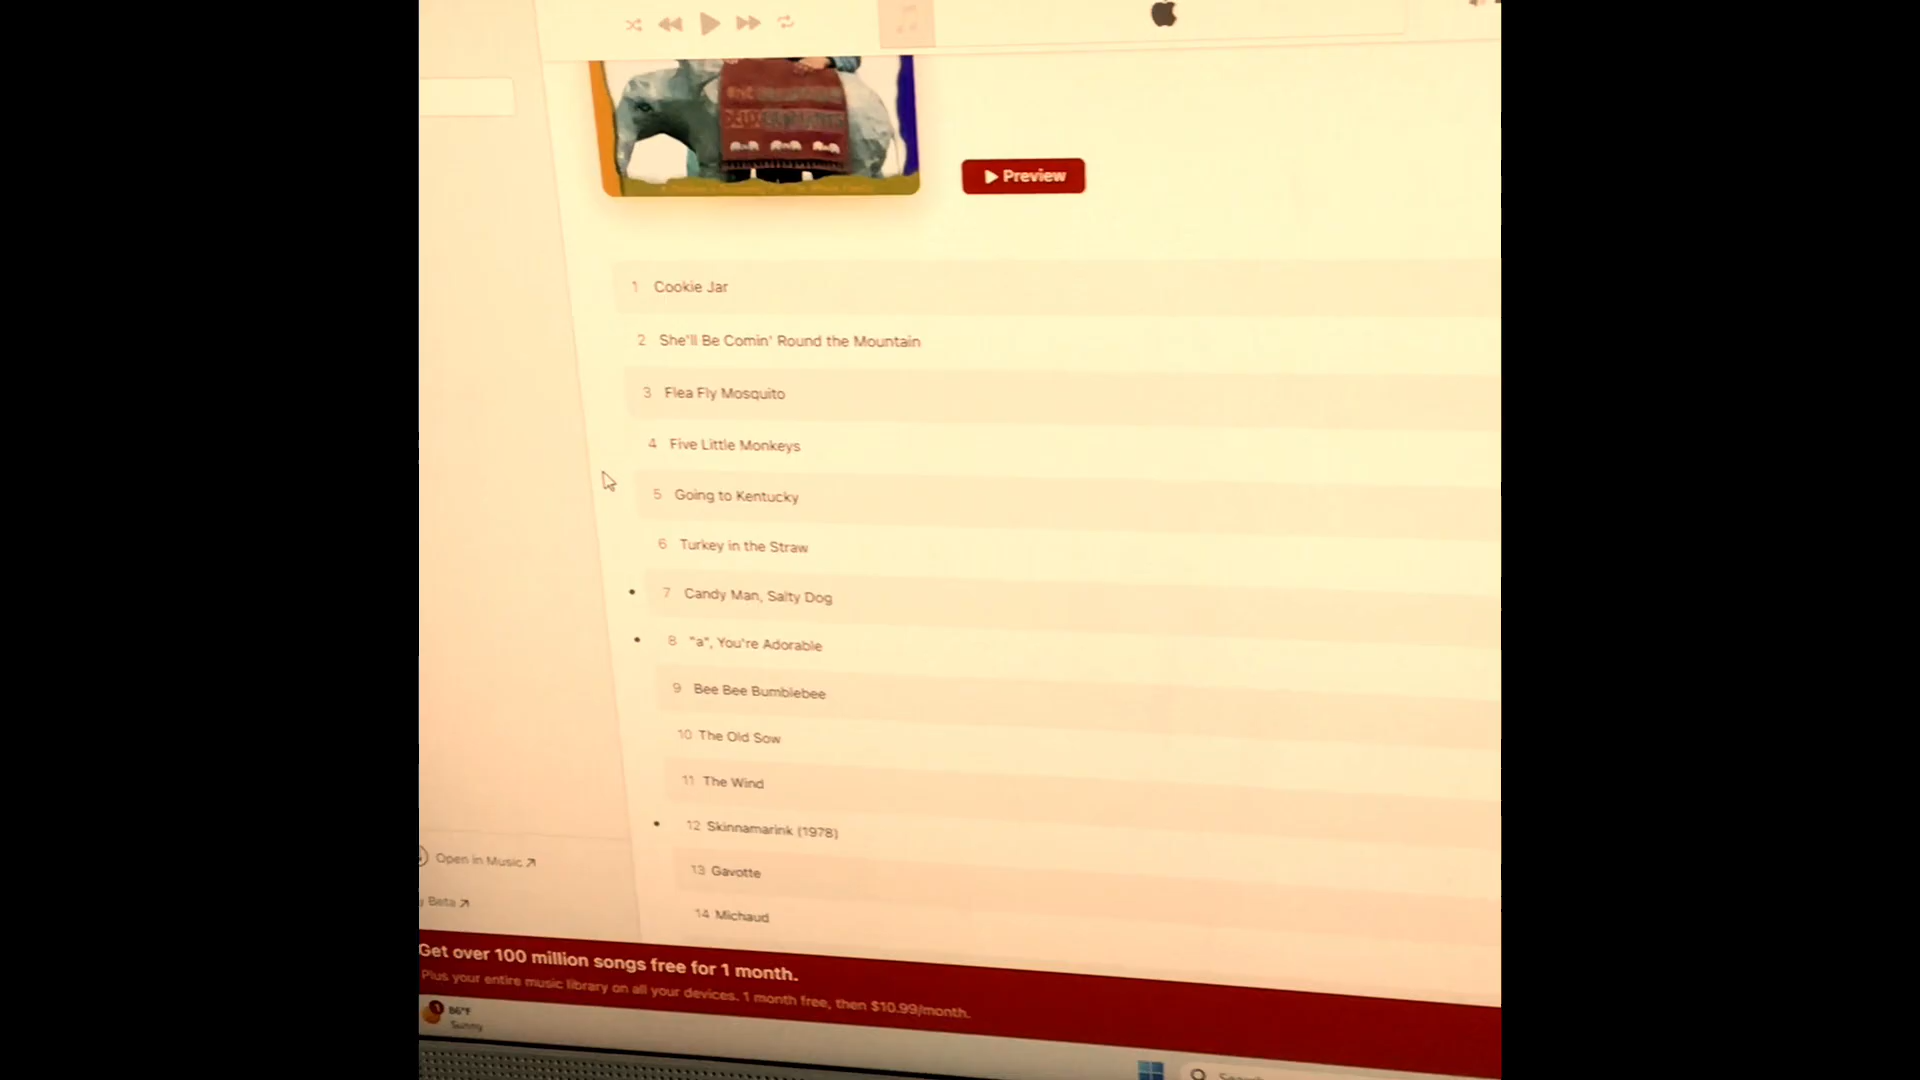 Preview
1 Cookie Jar
2 She'll Be Comin' Round the Mountain
3 Flea Fly Mosquito
4 Five Little Monkeys
5 Going to Kentucky
6 Turkey in the Straw
7 Candy Man, Salty Dog
8 "a", You're Adorable
9 Bee Bee Bumblebee
10 The Old Sow
11 The Wind
12 Skinnamarink (1978)
13 Gavotte
14 Michaud
Open in Music
Beta
Get over 100 million songs free for 1 month.
Plus your entire music library on all your devices. 1 month free, then $10.99/month.
1
86°F
Sunny